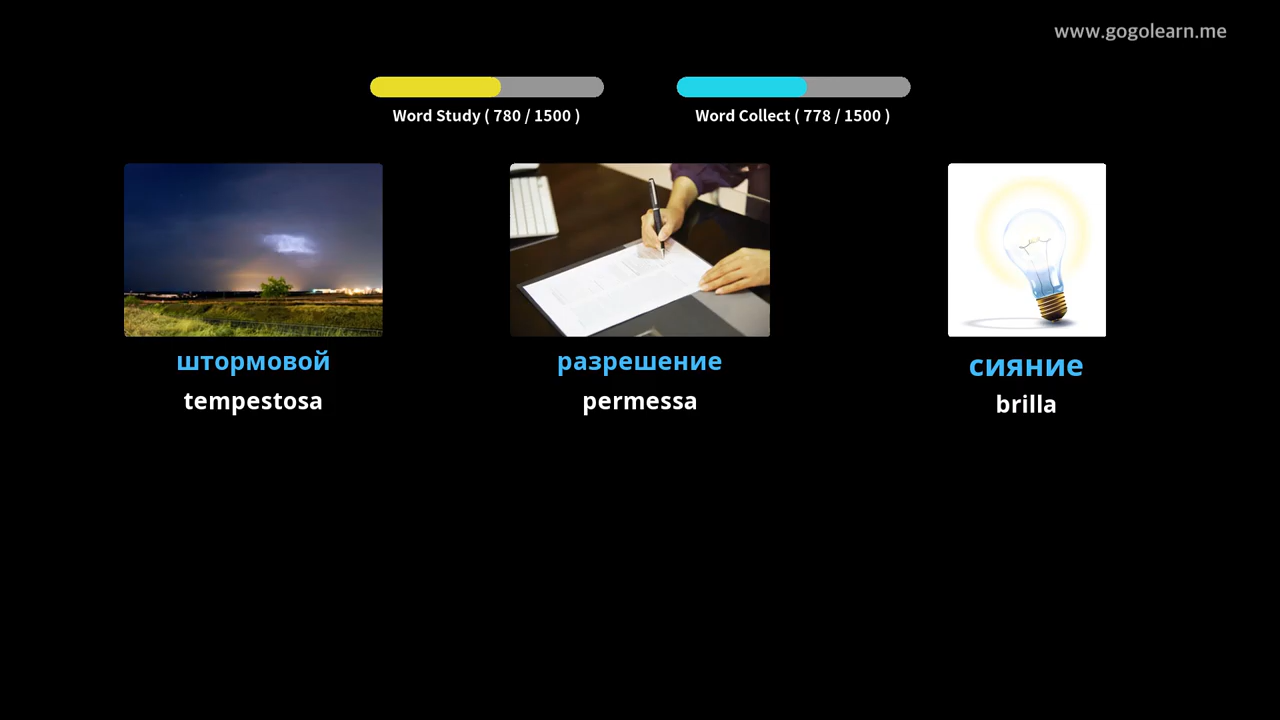 www.gogolearn.me
Word Study ( 780 / 1500 )
Word Collect ( 778 / 1500 )
штормовой
tempestosa
разрешение
permessa
сияние
brilla